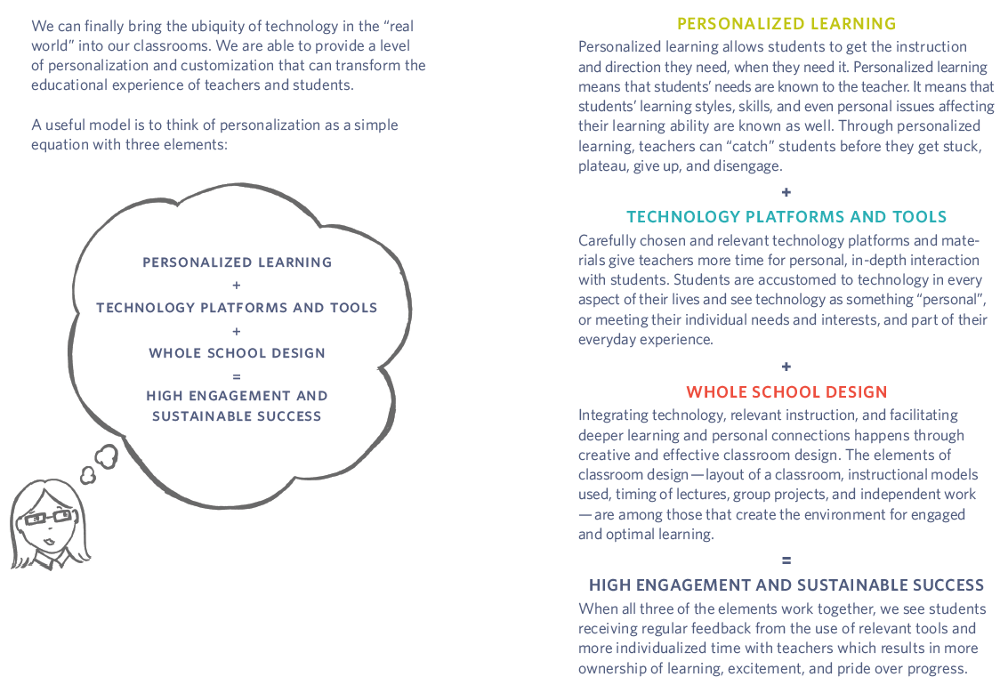 We can finally bring the ubiquity of technology in the “real
world” into our classrooms. We are able to provide a level
of personalization and customization that can transform the
educational experience of teachers and students.
A useful model is to think of personalization as a simple
equation with three elements:
PERSONALIZED LEARNING
+
TECHNOLOGY PLATFORMS AND TOOLS
+
WHOLE SCHOOL DESIGN
=
HIGH ENGAGEMENT AND
SUSTAINABLE SUCCESS
PERSONALIZED LEARNING
Personalized learning allows students to get the instruction
and direction they need, when they need it. Personalized learning
means that students’ needs are known to the teacher. It means that
students’ learning styles, skills, and even personal issues affecting
their learning ability are known as well. Through personalized
learning, teachers can “catch” students before they get stuck,
plateau, give up, and disengage.
+
TECHNOLOGY PLATFORMS AND TOOLS
Carefully chosen and relevant technology platforms and mate-
rials give teachers more time for personal, in-depth interaction
with students. Students are accustomed to technology in every
aspect of their lives and see technology as something “personal”,
or meeting their individual needs and interests, and part of their
everyday experience.
+
WHOLE SCHOOL DESIGN
Integrating technology, relevant instruction, and facilitating
deeper learning and personal connections happens through
creative and effective classroom design. The elements of
classroom design — layout of a classroom, instructional models
used, timing of lectures, group projects, and independent work
— are among those that create the environment for engaged
and optimal learning.
=
HIGH ENGAGEMENT AND SUSTAINABLE SUCCESS
When all three of the elements work together, we see students
receiving regular feedback from the use of relevant tools and
more individualized time with teachers which results in more
ownership of learning, excitement, and pride over progress.